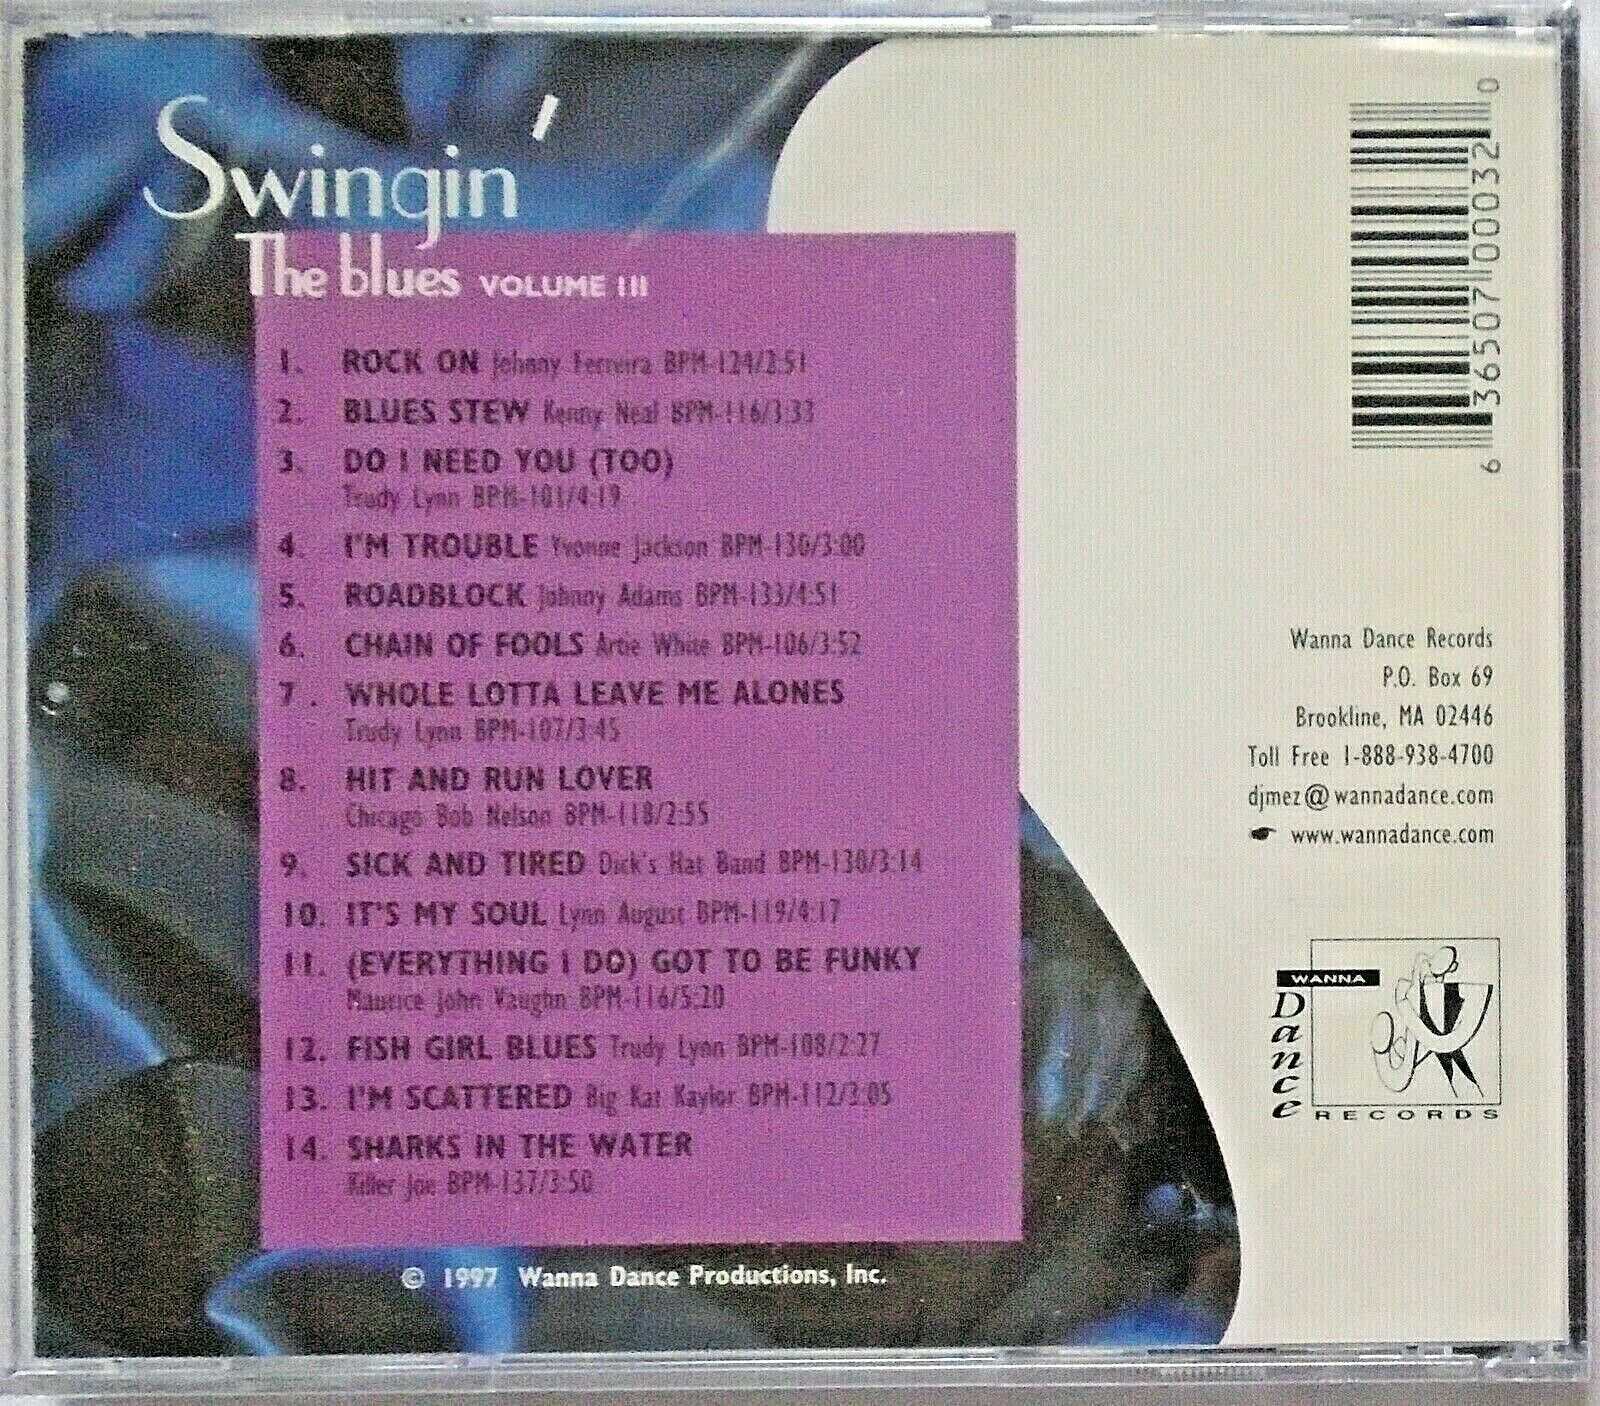 Swingin'
The blues VOLUME III
1. ROCK ON Johnny Ferreira BPM-124/2:51
2. BLUES STEW Kenny Neal BPM-116/3:33
3. DO I NEED YOU (TOO)
Trudy Lynn BPM-101/4:19
4. I'M TROUBLE Yvonne Jackson BPM-130/3:00
5. ROADBLOCK Johnny Adams BPM-133/4:51
6. CHAIN OF FOOLS Artie White BPM-106/3:52
7. WHOLE LOTTA LEAVE ME ALONES
Trudy Lynn BPM-107/3:45
8. HIT AND RUN LOVER
Chicago Bob Nelson BPM-118/2:55
9. SICK AND TIRED Dick's Hat Band BPM-130/3:14
10. IT'S MY SOUL Lynn August BPM-119/4:17
11. (EVERYTHING I DO) GOT TO BE FUNKY
Maurice John Vaughn BPM-116/5:20
12. FISH GIRL BLUES Trudy Lynn BPM-108/2:27
13. I'M SCATTERED Big Kat Kaylor BPM-112/3:05
14. SHARKS IN THE WATER
Killer Joe BPM-137/3:50
© 1997 Wanna Dance Productions, Inc.
6 36507 00032 0
Wanna Dance Records
P.O. Box 69
Brookline, MA 02446
Toll Free 1-888-938-4700
djmez@wannadance.com
☛ www.wannadance.com
WANNA
Dance
RECORDS